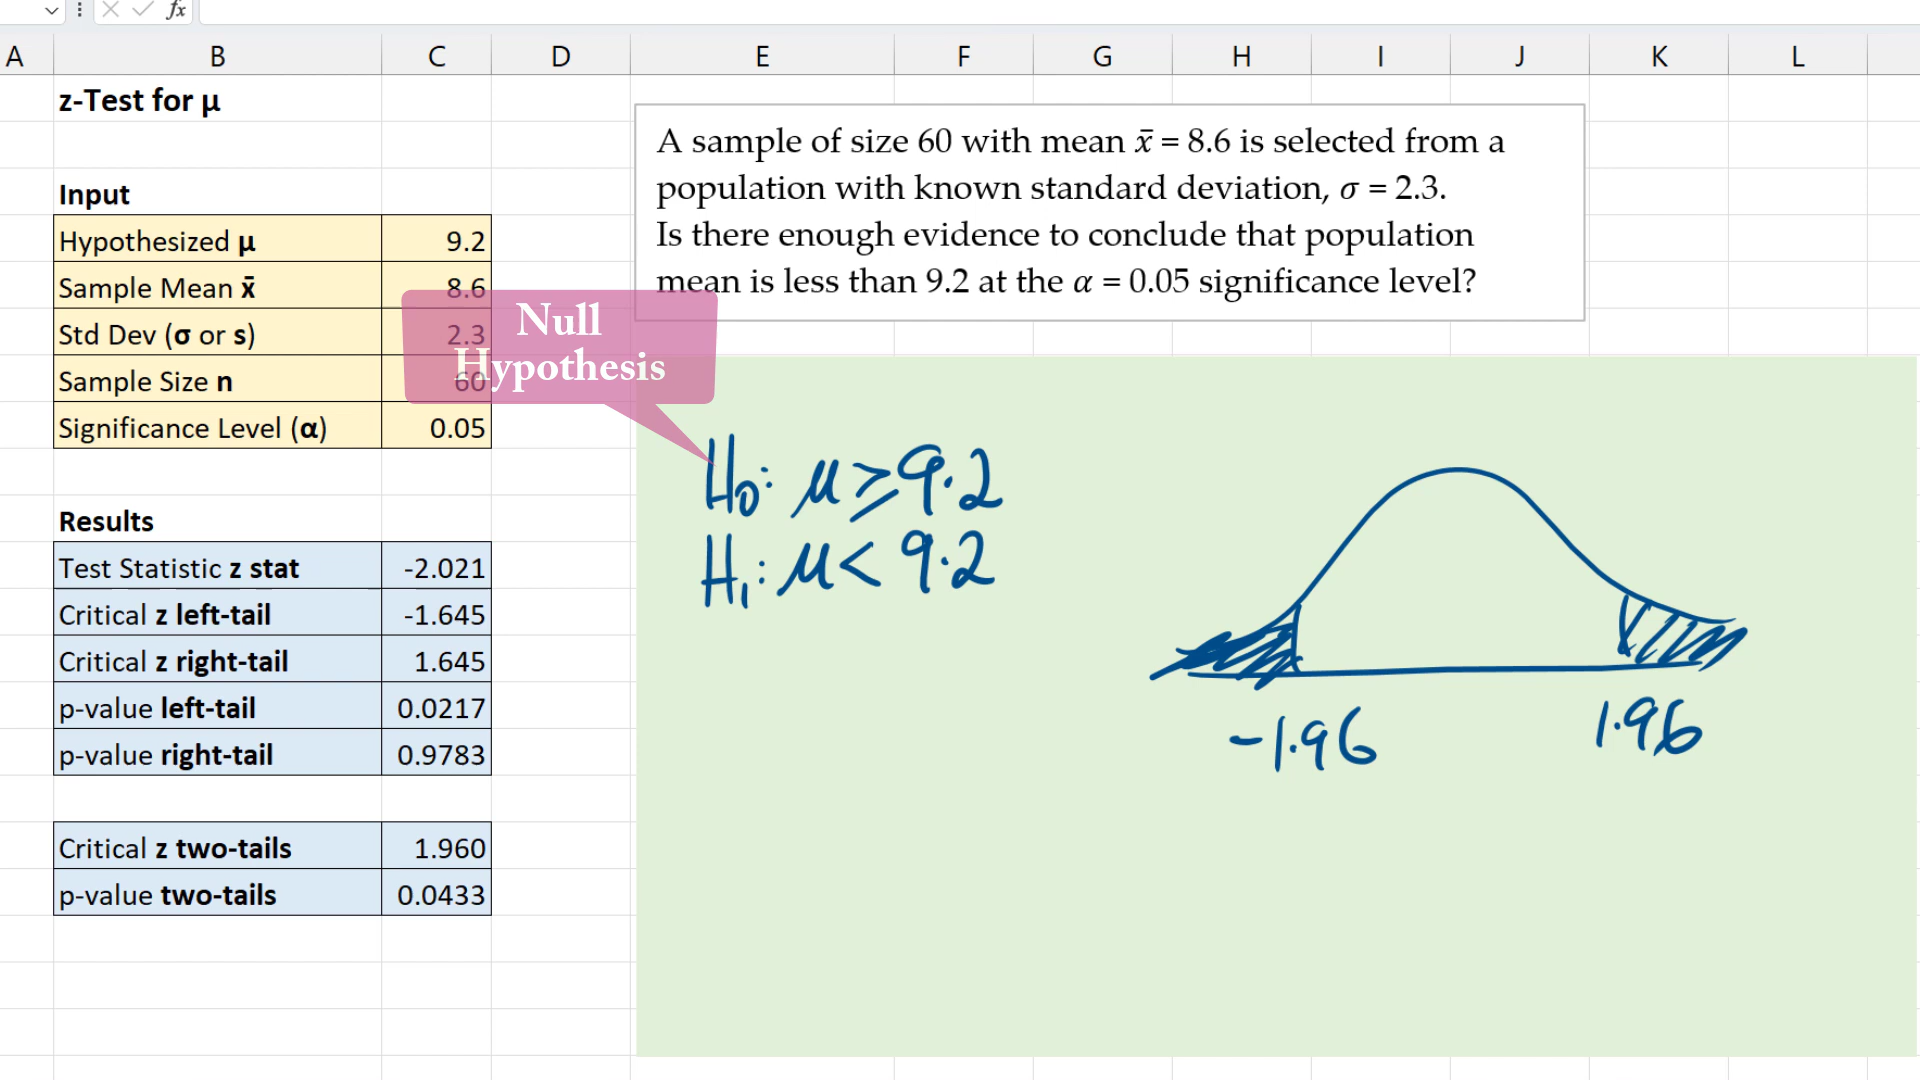 fx
A B C D E F G H I J K L
z-Test for µ
Input
Hypothesized µ 9.2
Sample Mean x̄ 8.6
Std Dev (σ or s) 2.3
Sample Size n 60
Significance Level (α) 0.05
Results
Test Statistic z stat -2.021
Critical z left-tail -1.645
Critical z right-tail 1.645
p-value left-tail 0.0217
p-value right-tail 0.9783
Critical z two-tails 1.960
p-value two-tails 0.0433
A sample of size 60 with mean x̄ = 8.6 is selected from a
population with known standard deviation, σ = 2.3.
Is there enough evidence to conclude that population
mean is less than 9.2 at the α = 0.05 significance level?
Null
Hypothesis
H₀: µ ≥ 9.2
H₁: µ < 9.2
-1.96 1.96